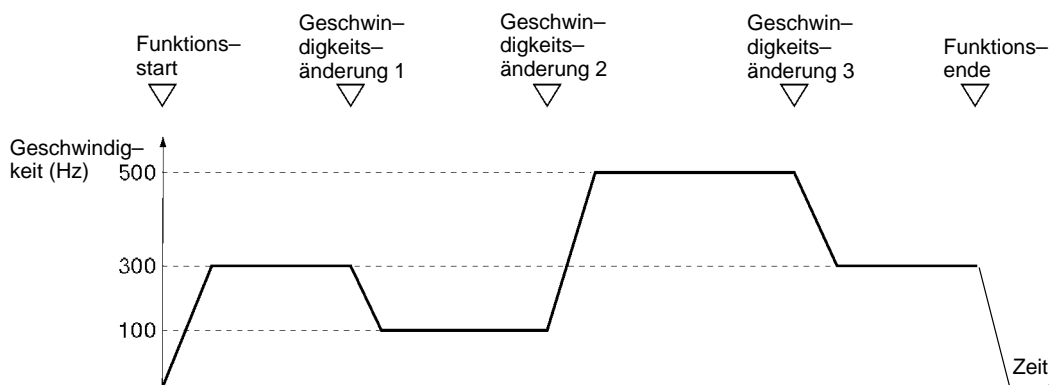 Funktions–
start
Geschwin–
digkeits–
änderung 1
Geschwin–
digkeits–
änderung 2
Geschwin–
digkeits–
änderung 3
Funktions–
ende
Geschwindig–
keit (Hz)
500
300
100
Zeit